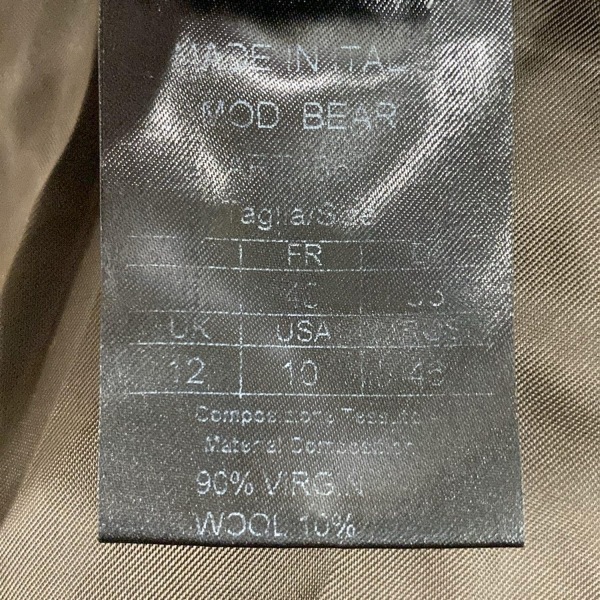 MADE IN ITALY
MOD BEAR
Taglia/Size
FR
UK USA
12 10 46
Composizione Tessuto
Material Composition
90% VIRGIN
WOOL 10%